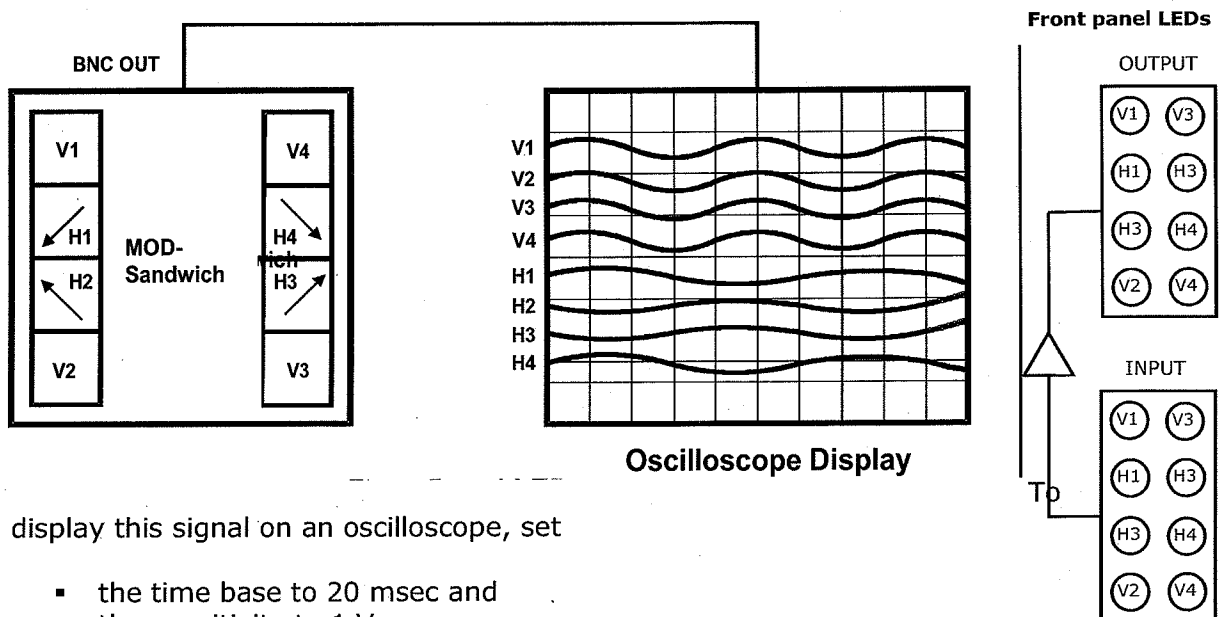 Front panel LEDs
BNC OUT
OUTPUT
V1
V4
H1
H4
MOD-
Sandwich
H2
H3
V2
V3
V1
V2
V3
V4
H1
H2
H3
H4
Oscilloscope Display
V1 V3
H1 H3
H3 H4
V2 V4
INPUT
V1 V3
H1 H3
H3 H4
V2 V4
To
display this signal on an oscilloscope, set
▪ the time base to 20 msec and